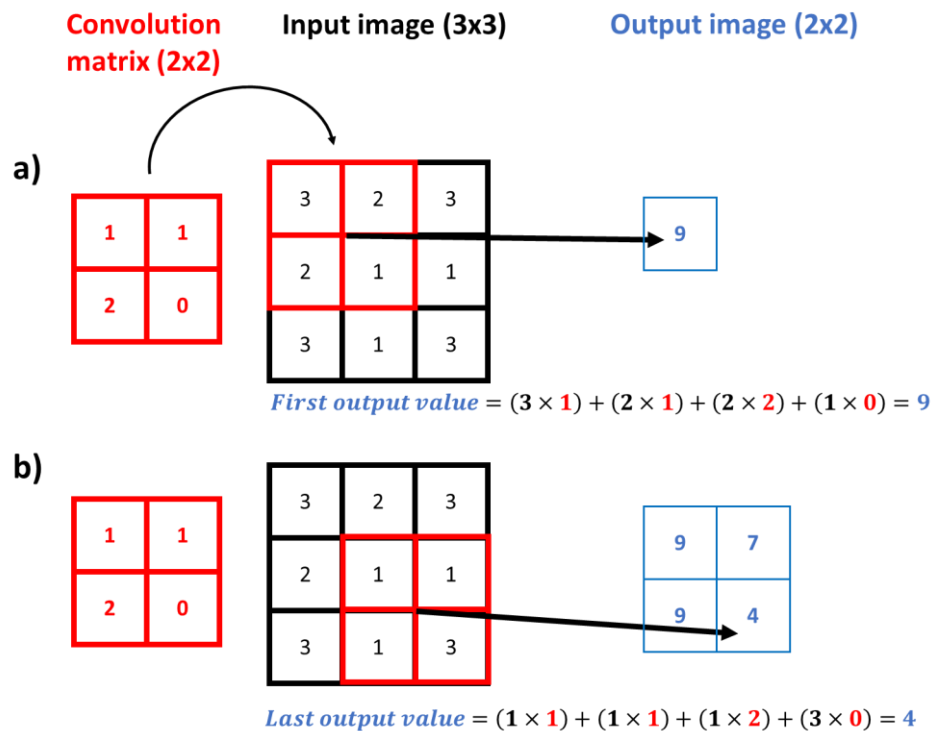 Convolution matrix (2x2)
Input image (3x3)
Output image (2x2)
a)
1 1
2 0
3 2 3
2 1 1
3 1 3
9
First output value = (3 × 1) + (2 × 1) + (2 × 2) + (1 × 0) = 9
b)
1 1
2 0
3 2 3
2 1 1
3 1 3
9 7
9 4
Last output value = (1 × 1) + (1 × 1) + (1 × 2) + (3 × 0) = 4